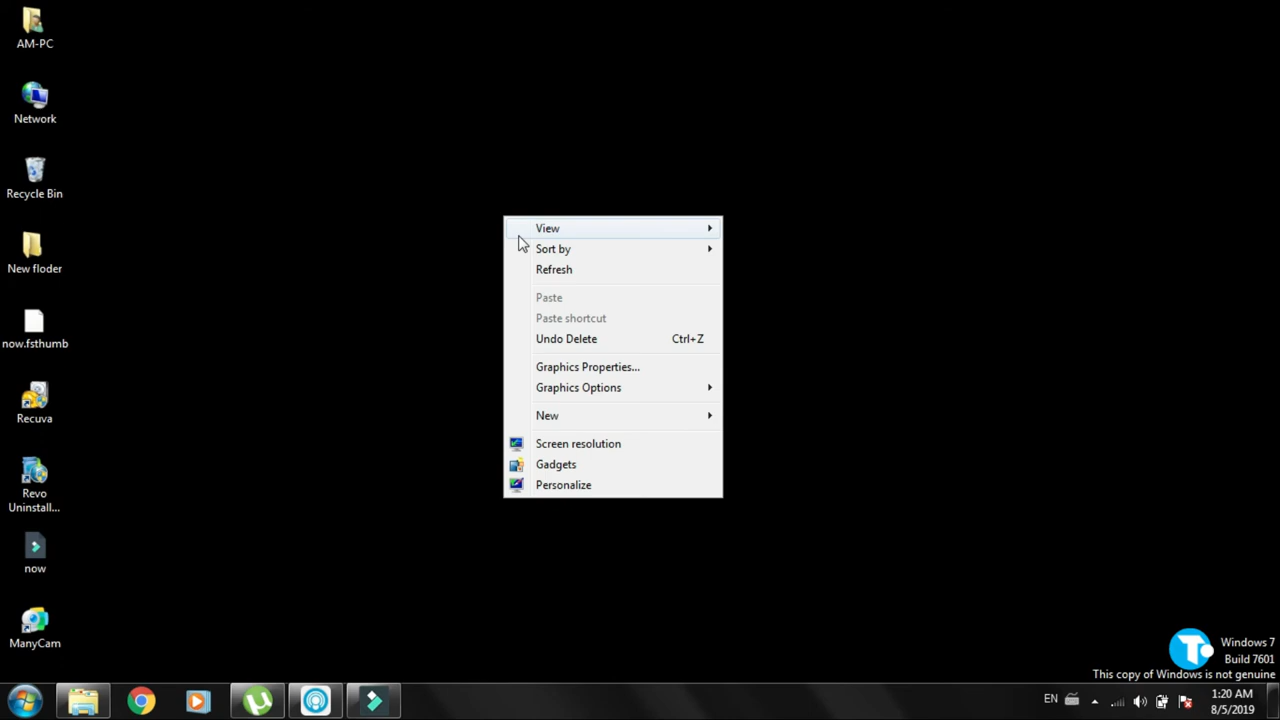 AM-PC
Network
Recycle Bin
New floder
now.fsthumb
Recuva
Revo
Uninstall...
now
ManyCam
View
Sort by
Refresh
Paste
Paste shortcut
Undo Delete Ctrl+Z
Graphics Properties...
Graphics Options
New
Screen resolution
Gadgets
Personalize
Windows 7
Build 7601
This copy of Windows is not genuine
EN
1:20 AM
8/5/2019